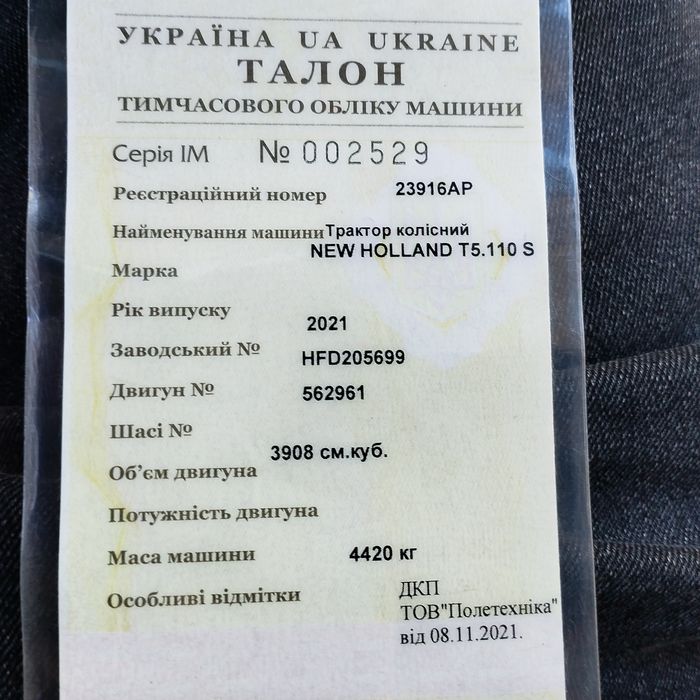 УКРАЇНА UA UKRAINE
ТАЛОН
ТИМЧАСОВОГО ОБЛІКУ МАШИНИ
Серія ІМ № 002529
Реєстраційний номер 23916АР
Найменування машини Трактор колісний
NEW HOLLAND T5.110 S
Марка
Рік випуску 2021
Заводський № HFD205699
Двигун № 562961
Шасі №
3908 см.куб.
Об'єм двигуна
Потужність двигуна
Маса машини 4420 кг
Особливі відмітки ДКП
ТОВ"Полетехніка"
від 08.11.2021.